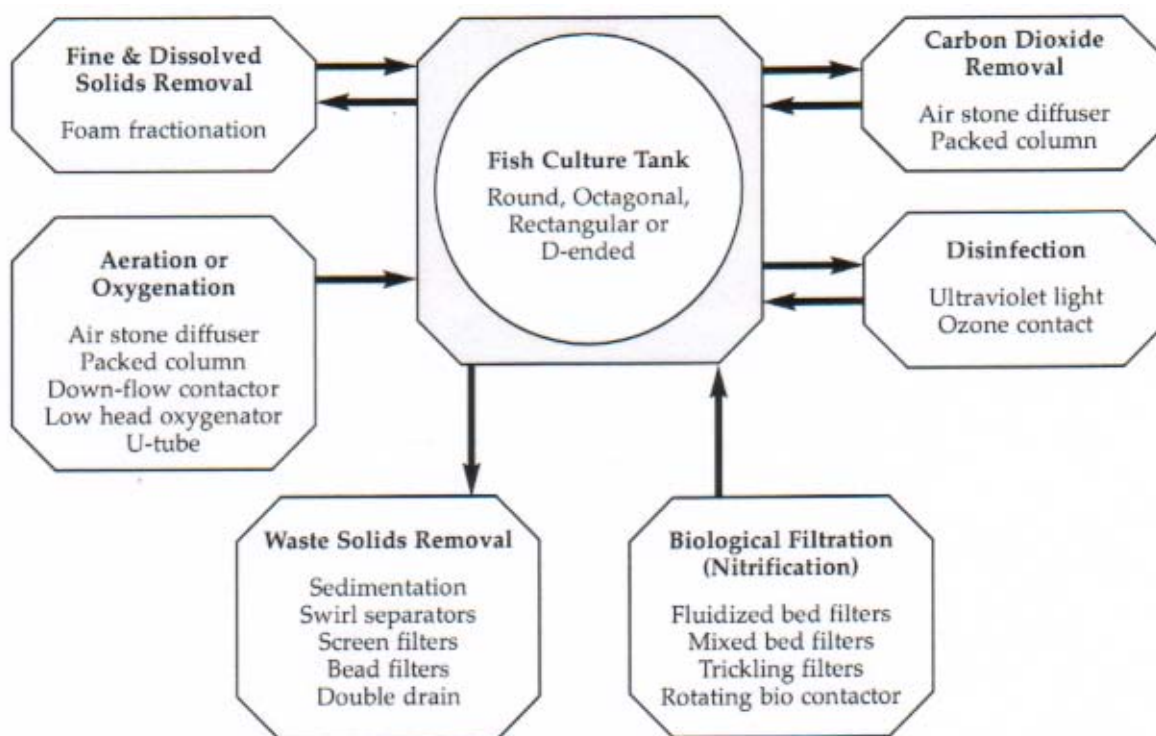 Fine & Dissolved
Solids Removal
Foam fractionation
Carbon Dioxide
Removal
Air stone diffuser
Packed column
Fish Culture Tank
Round, Octagonal,
Rectangular or
D-ended
Aeration or
Oxygenation
Air stone diffuser
Packed column
Down-flow contactor
Low head oxygenator
U-tube
Disinfection
Ultraviolet light
Ozone contact
Waste Solids Removal
Sedimentation
Swirl separators
Screen filters
Bead filters
Double drain
Biological Filtration
(Nitrification)
Fluidized bed filters
Mixed bed filters
Trickling filters
Rotating bio contactor